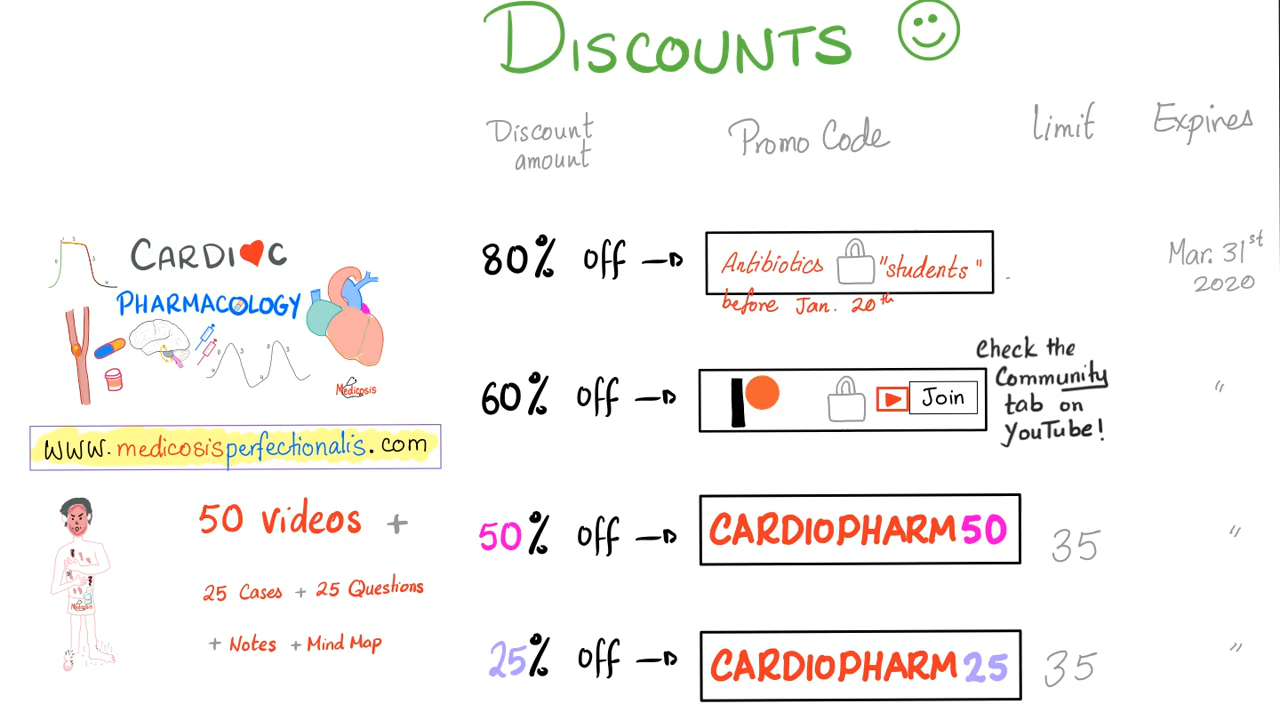 DISCOUNTS
Discount amount
Promo Code
Limit
Expires
CARDIAC
PHARMACOLOGY
Medicosis
www.medicosisperfectionalis.com
50 videos +
25 Cases + 25 Questions
+ Notes + Mind Map
Medicosis
80% Off
Antibiotics "students"
before Jan. 20th
Mar. 31st
2020
60% Off
Join
Check the
Community
tab on
YouTube!
"
50% Off
CARDIOPHARM50
35
"
25% Off
CARDIOPHARM25
35
"